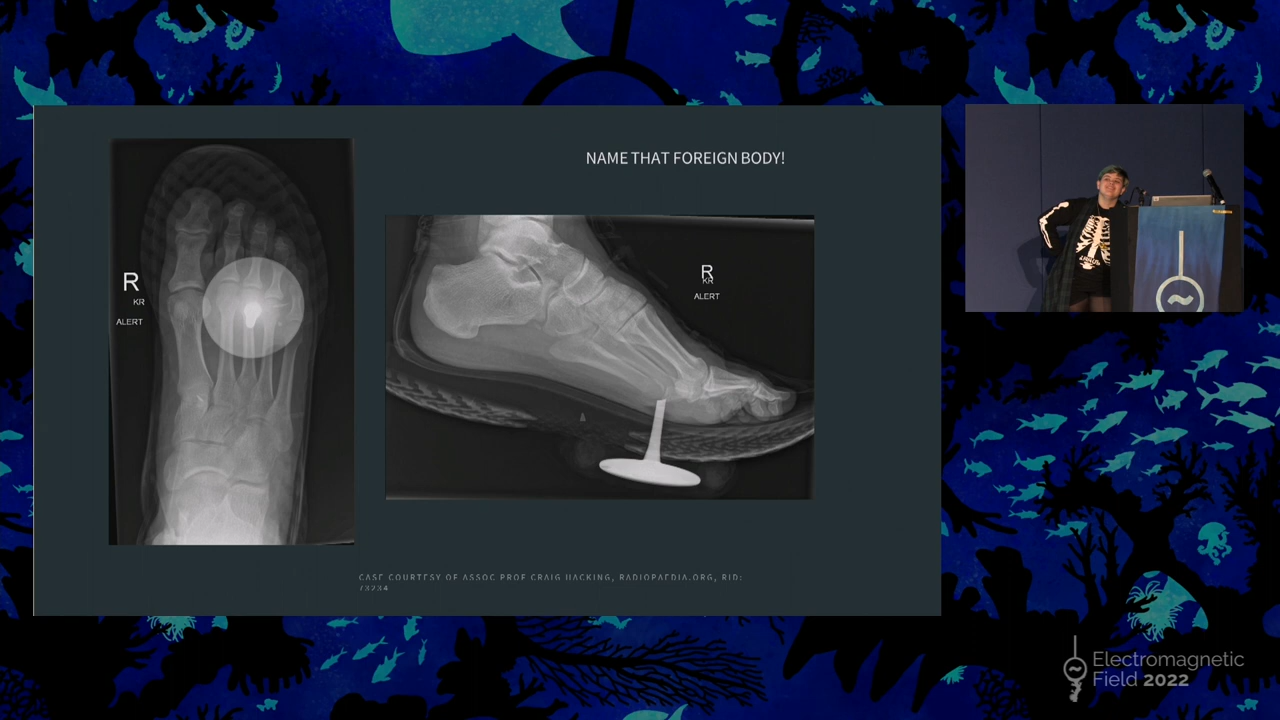 NAME THAT FOREIGN BODY!
R
KR
ALERT
R
KR
ALERT
CASE COURTESY OF ASSOC PROF CRAIG HACKING, RADIOPAEDIA.ORG, RID:
Electromagnetic
Field 2022